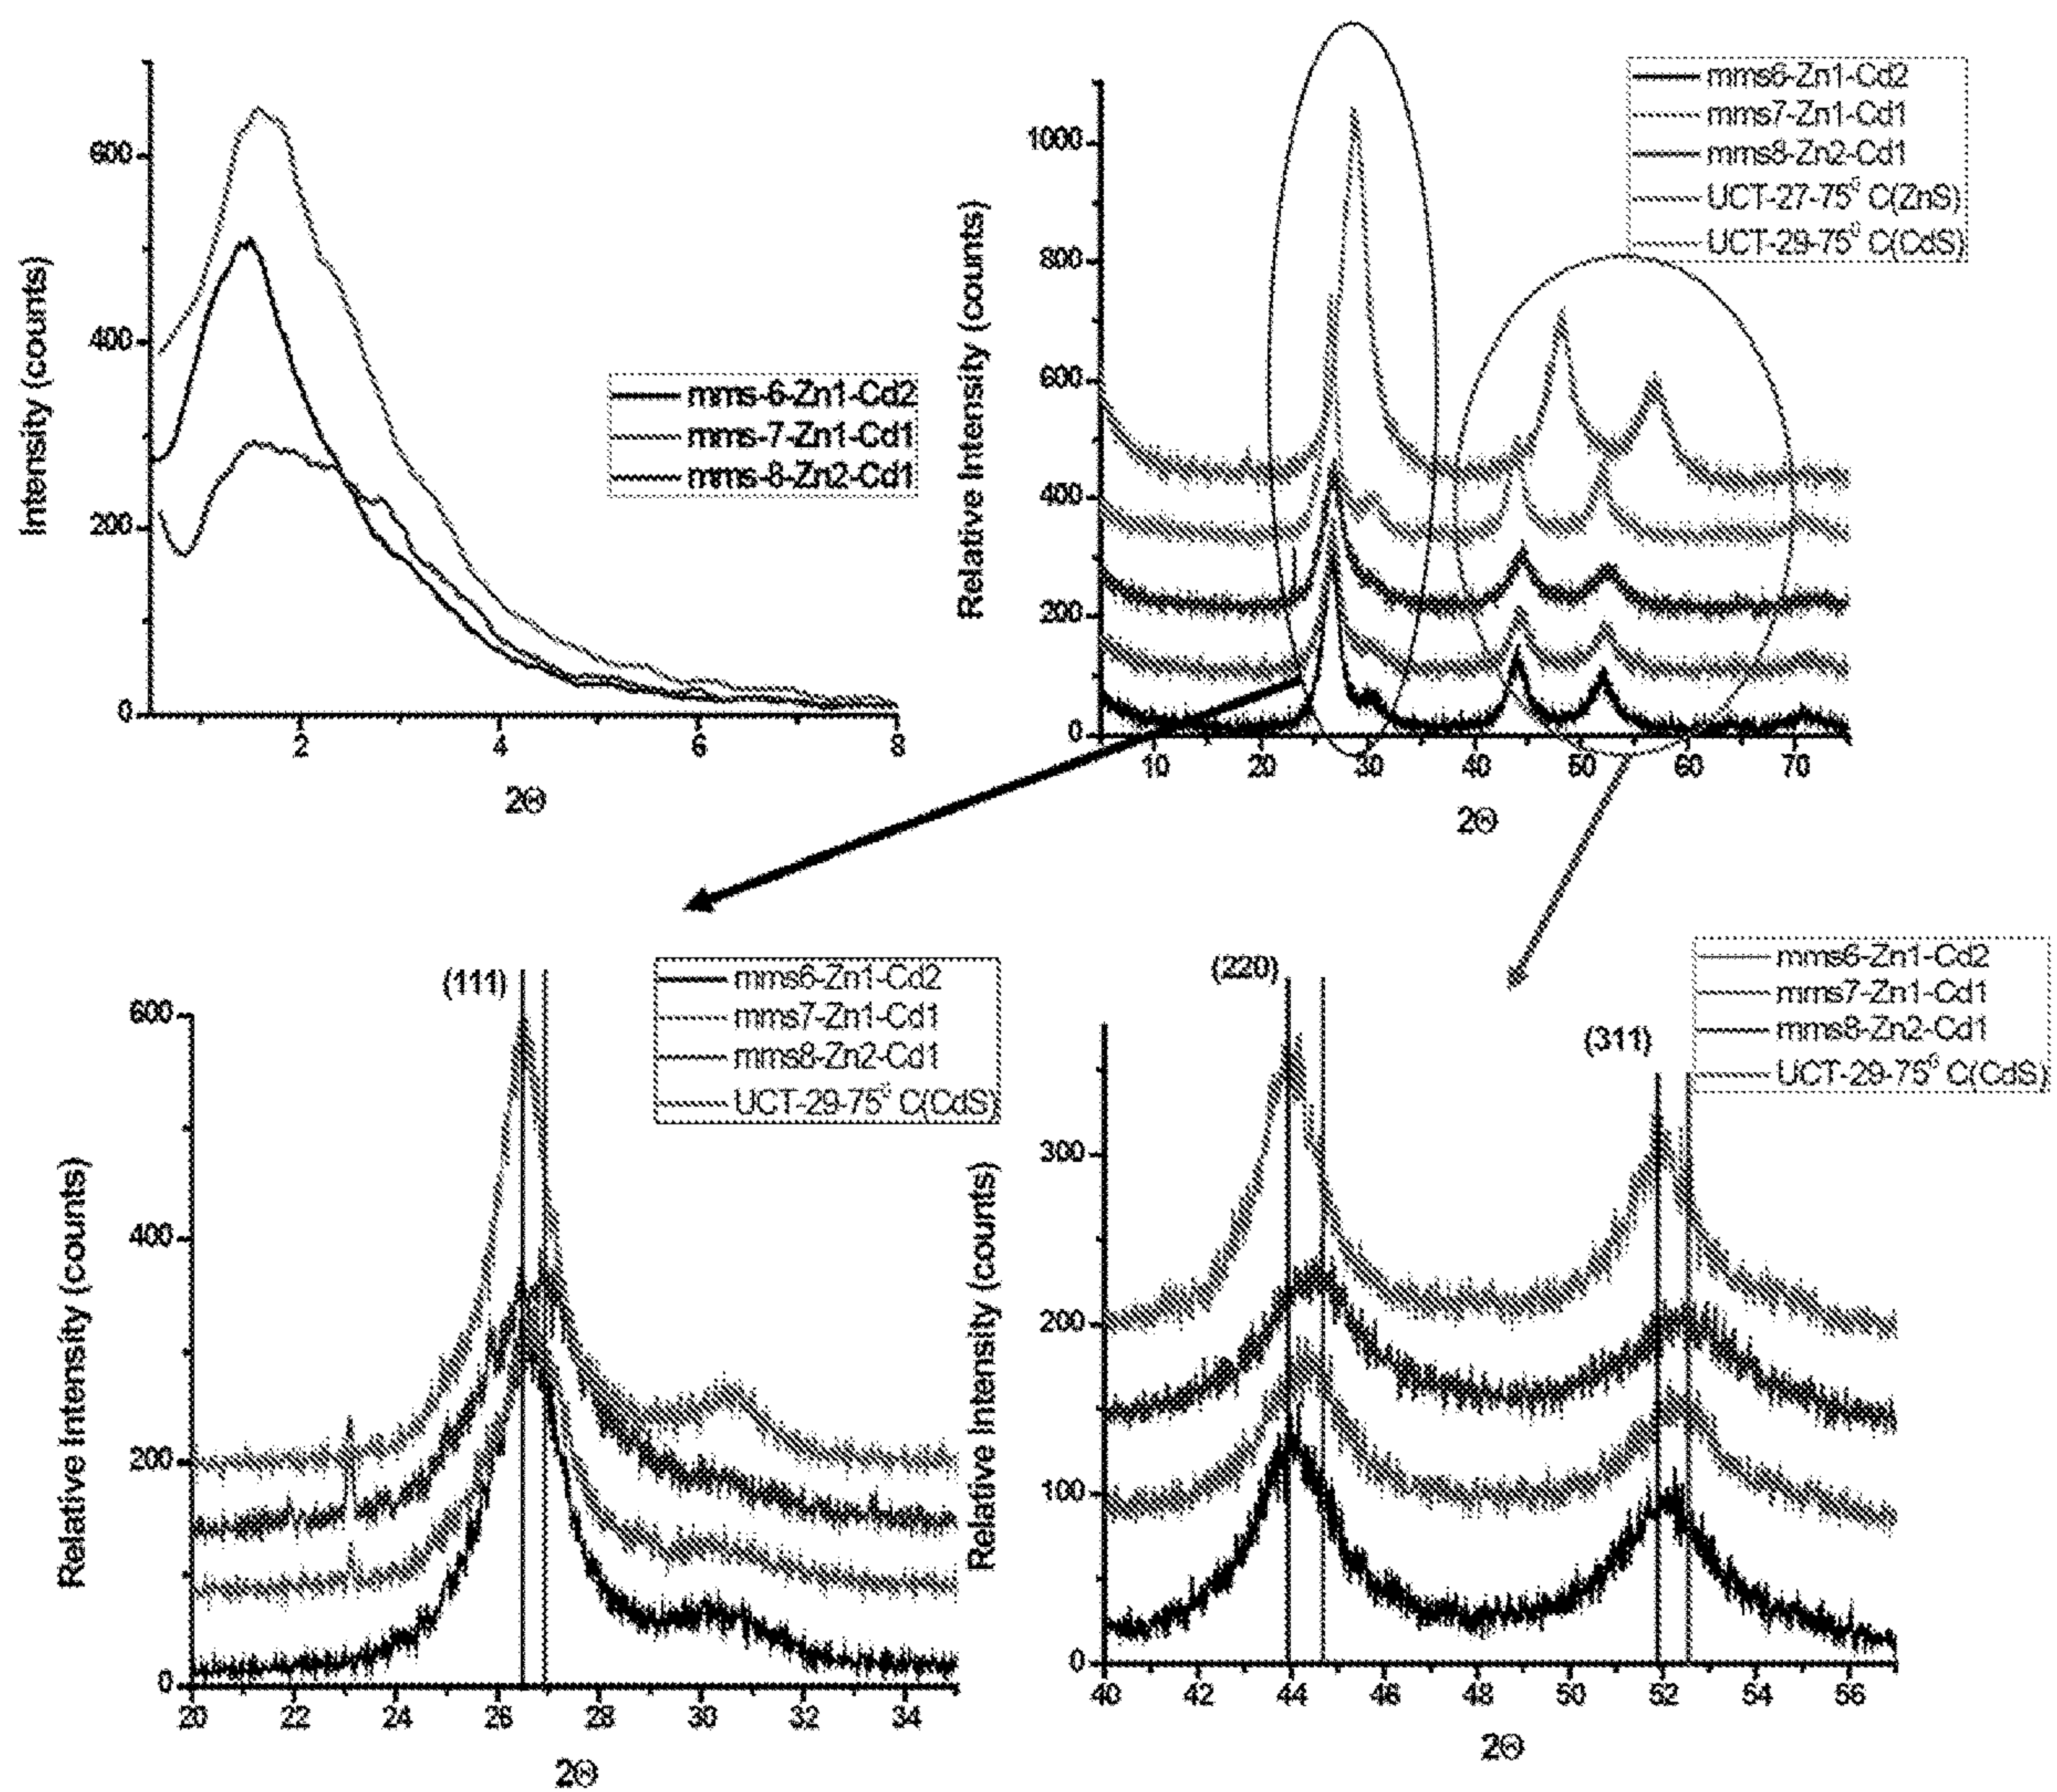 600
400
200
0
2
4
6
8
Intensity (counts)
2Θ
mms-6-Zn1-Cd2
mms-7-Zn1-Cd1
mms-8-Zn2-Cd1
1000
800
600
400
200
0
10
20
30
40
50
60
70
Relative Intensity (counts)
2Θ
mms6-Zn1-Cd2
mms7-Zn1-Cd1
mms8-Zn2-Cd1
UCT-27-75⁰ C(ZnS)
UCT-29-75⁰ C(CdS)
(111)
mms6-Zn1-Cd2
mms7-Zn1-Cd1
mms8-Zn2-Cd1
UCT-29-75⁰ C(CdS)
600
400
200
0
20
22
24
26
28
30
32
34
Relative Intensity (counts)
2Θ
(220)
(311)
mms6-Zn1-Cd2
mms7-Zn1-Cd1
mms8-Zn2-Cd1
UCT-29-75⁰ C(CdS)
300
200
100
0
40
42
44
46
48
50
52
54
56
Relative Intensity (counts)
2Θ